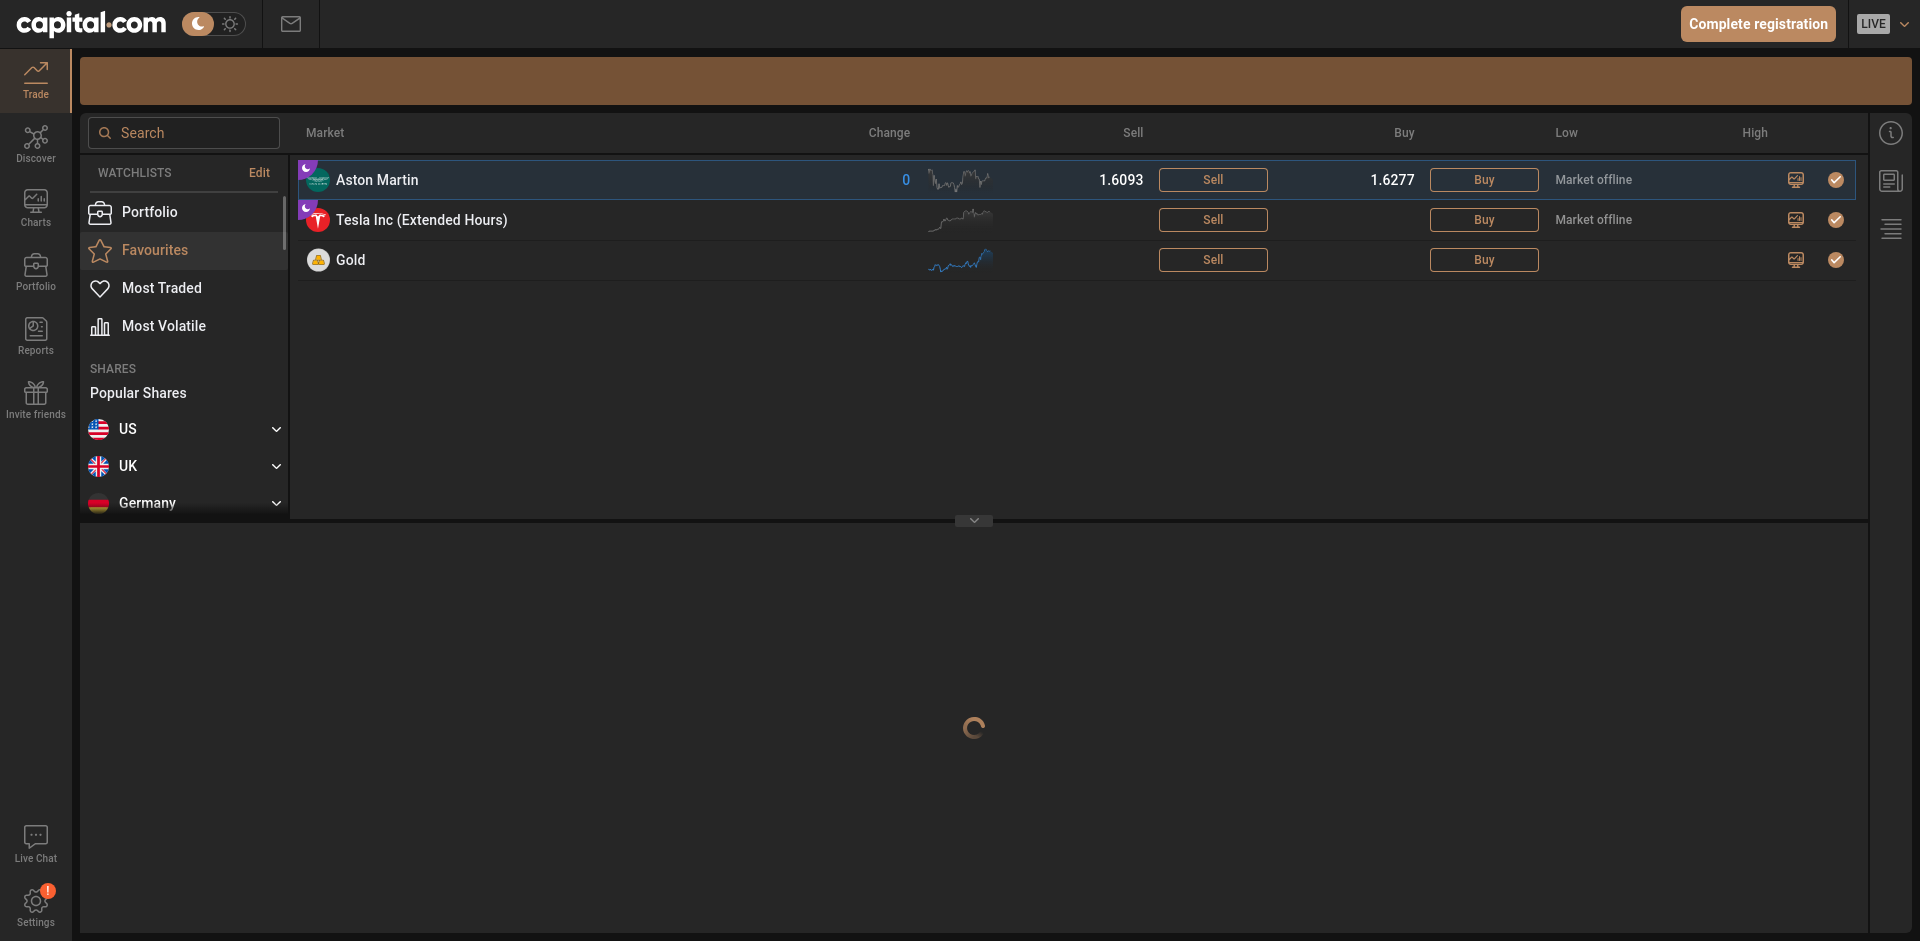 capital.com
Complete registration
LIVE
Trade
Discover
Charts
Portfolio
Reports
Invite friends
Live Chat
!
Settings
Search
WATCHLISTS Edit
Portfolio
Favourites
Most Traded
Most Volatile
SHARES
Popular Shares
US
UK
Germany
Market Change Sell Buy Low High
Aston Martin 0 1.6093 Sell 1.6277 Buy Market offline
Tesla Inc (Extended Hours) Sell Buy Market offline
Gold Sell Buy